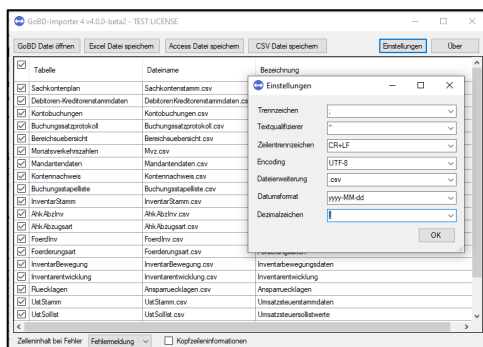 GoBD-Importer 4 v4.0.0-beta2 - TEST LICENSE
GoBD Datei öffnen Excel Datei speichern Access Datei speichern CSV Datei speichern Einstellungen Über
Tabelle Dateiname Bezeichnung
Sachkontenplan Sachkontenstamm.csv
Debitoren-Kreditorenstammdaten DebitorenKreditorenstammdaten.cs
Kontobuchungen Kontobuchungen.csv
Buchungssatzprotokoll Buchungssatzprotokoll.csv
Bereichsuebersicht Bereichsuebersicht.csv
Monatsverkehrszahlen Mvz.csv
Mandantendaten Mandantendaten.csv
Kontennachweis Kontennachweis.csv
Buchungsstapelliste Buchungsstapelliste.csv
InventarStamm InventarStamm.csv
AhkAbzInv AhkAbzInv.csv
AhkAbzugsart AhkAbzugsart.csv
FoerdInv FoerdInv.csv
Foerderungsart Foerderungsart.csv
InventarBewegung InventarBewegung.csv Inventarbewegungsdaten
Inventarentwicklung Inventarentwicklung.csv Inventarentwicklung
Ruecklagen Ansparruecklagen.csv Ansparruecklagen
UstStamm UstStamm.csv Umsatzsteuerstammdaten
UstSollIst UstSollIst.csv Umsatzsteuersollistwerte
Zelleninhalt bei Fehler Fehlermeldung Kopfzeileninformationen
Einstellungen
Trennzeichen ;
Textqualifizierer "
Zeilentrennzeichen CR+LF
Encoding UTF-8
Dateierweiterung .csv
Datumsformat yyyy-MM-dd
Dezimalzeichen
OK